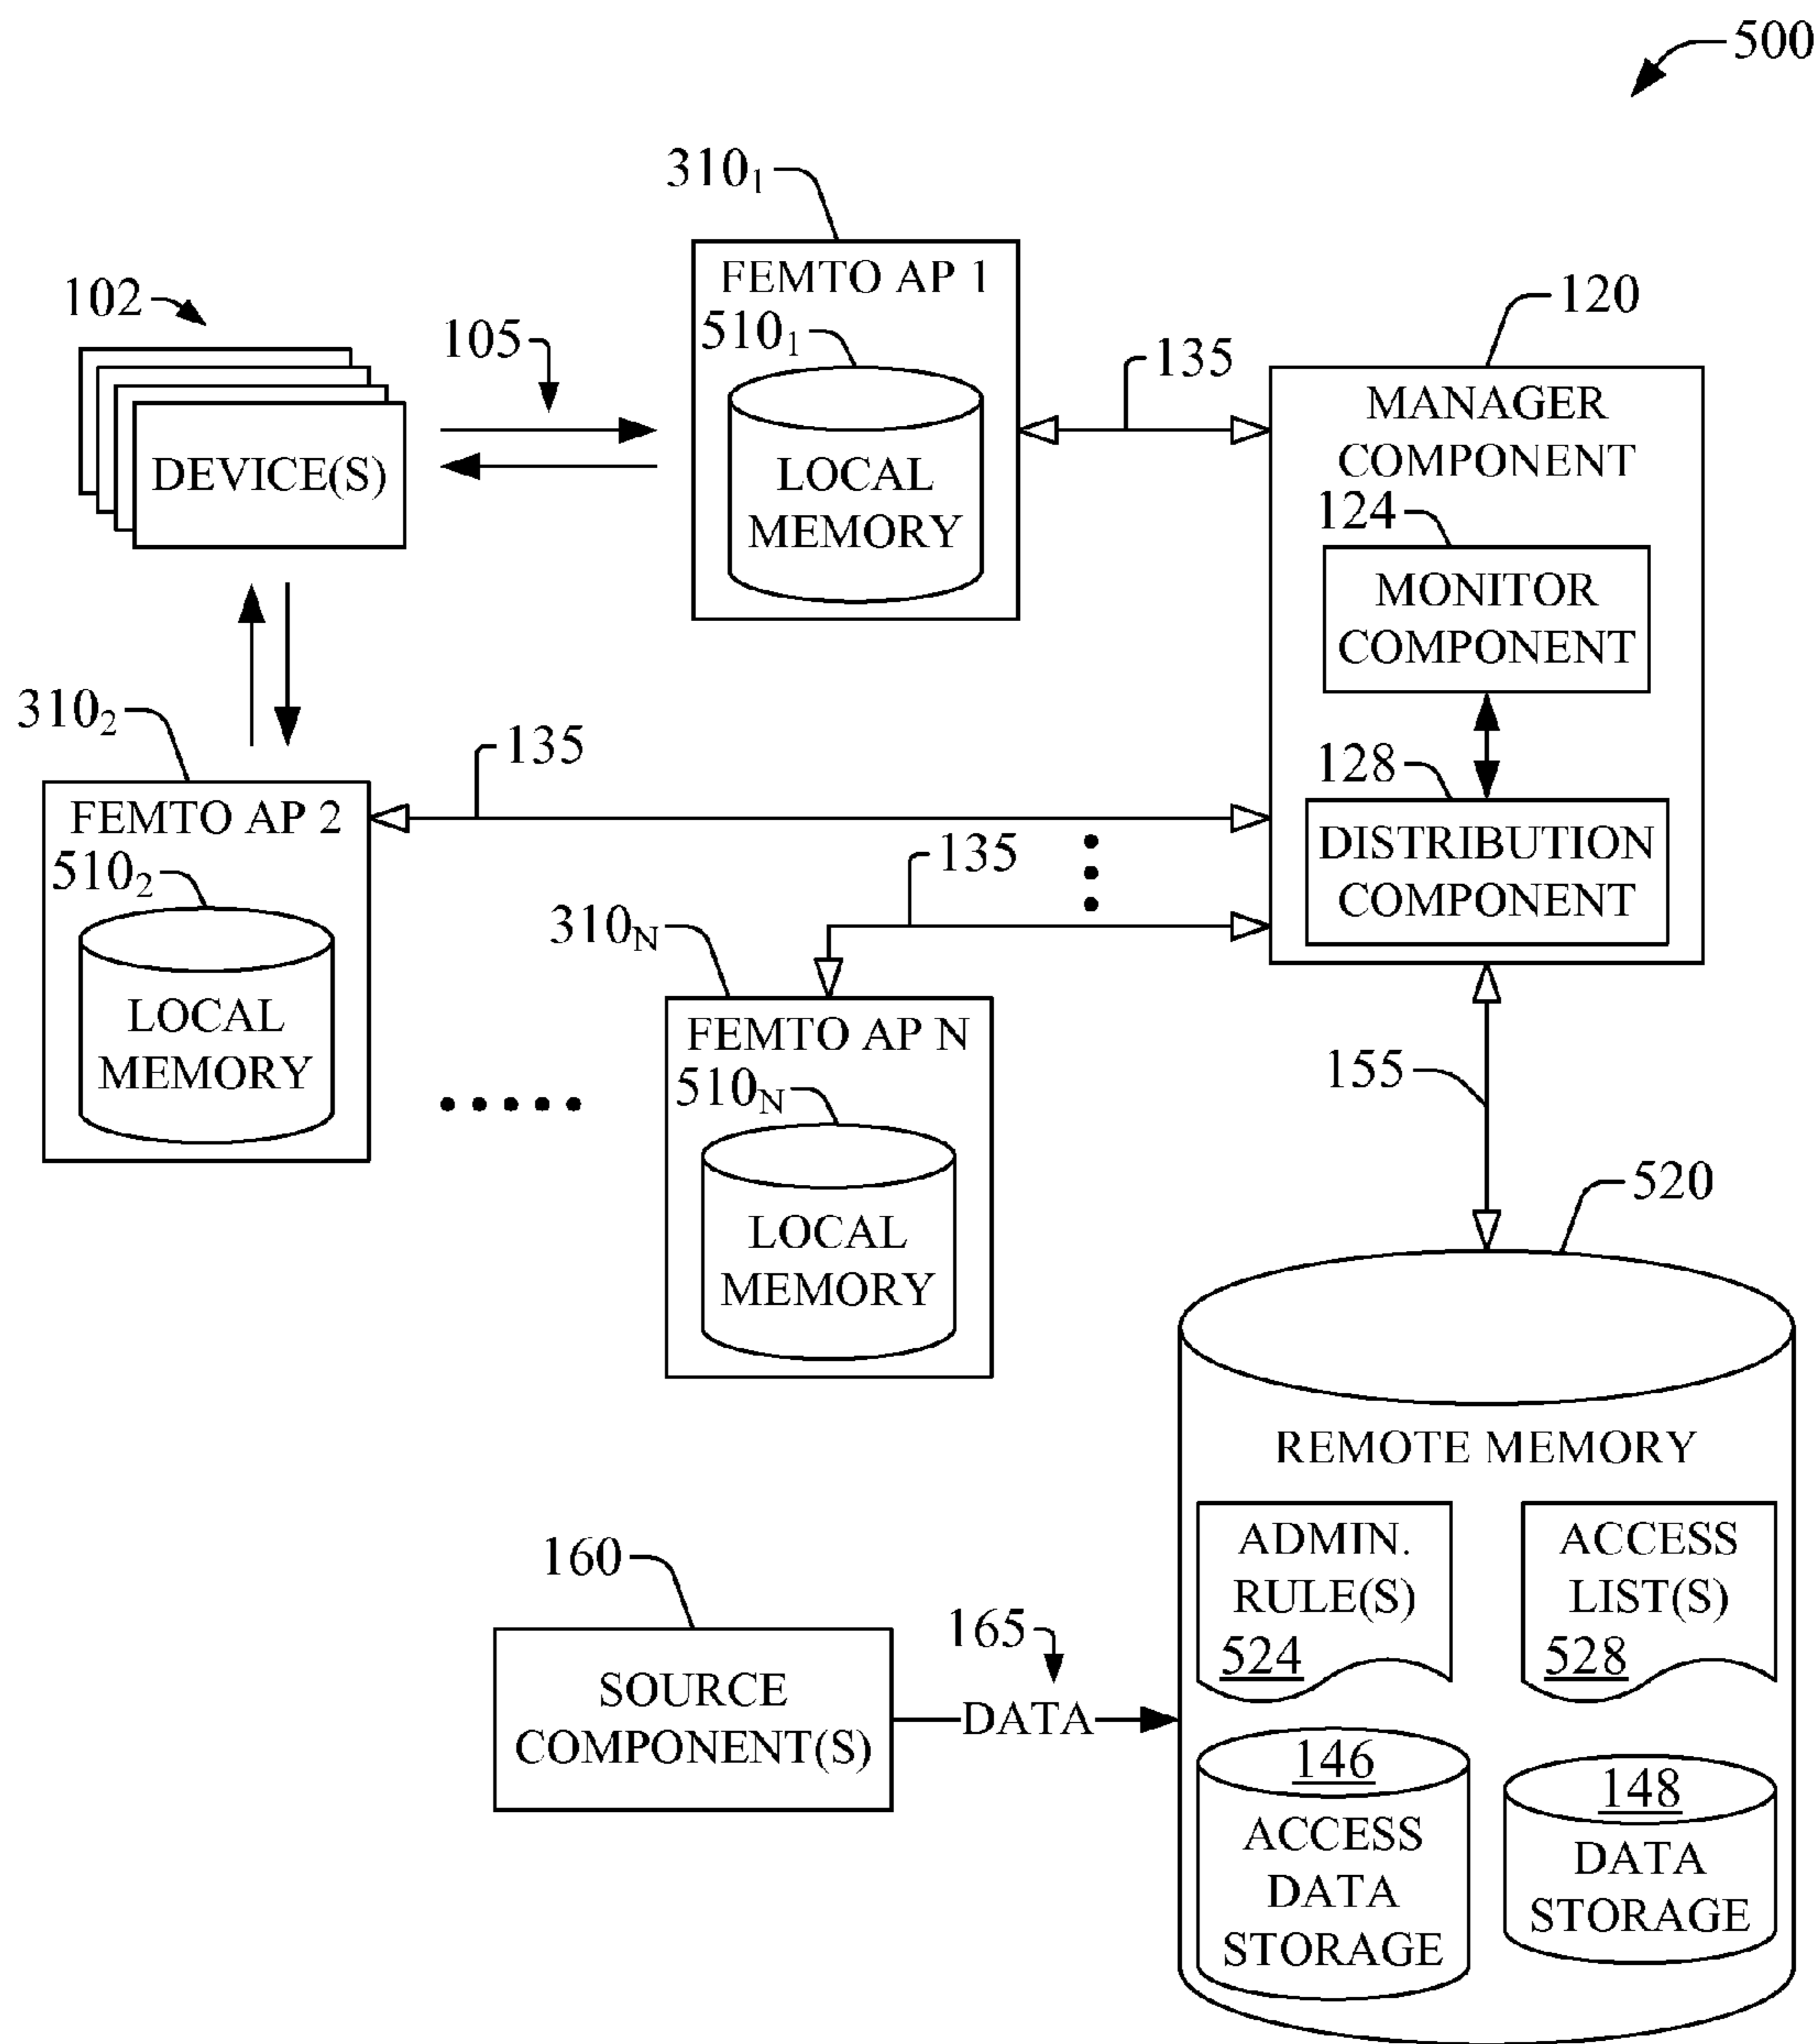 500
310₁
FEMTO AP 1
510₁
LOCAL
MEMORY
102
105
DEVICE(S)
135
120
MANAGER
COMPONENT
124
MONITOR
COMPONENT
128
DISTRIBUTION
COMPONENT
310₂
FEMTO AP 2
510₂
LOCAL
MEMORY
135
135
310N
FEMTO AP N
510N
LOCAL
MEMORY
155
520
REMOTE MEMORY
ADMIN.
RULE(S)
524
ACCESS
LIST(S)
528
160
SOURCE
COMPONENT(S)
165
DATA
146
ACCESS
DATA
STORAGE
148
DATA
STORAGE